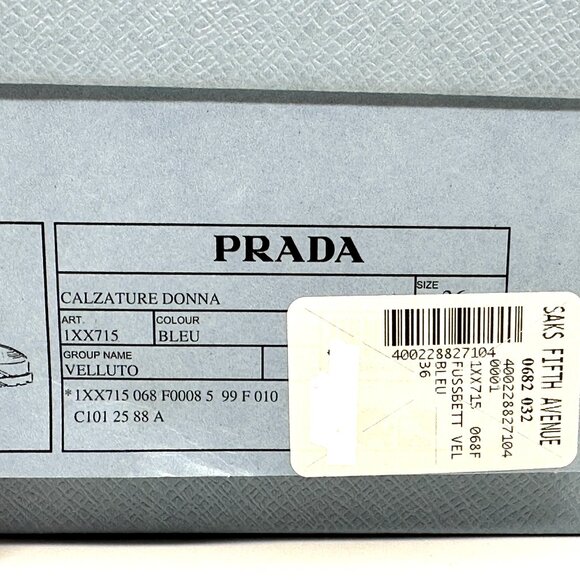 PRADA
CALZATURE DONNA
SIZE
ART.
1XX715
COLOUR
BLEU
GROUP NAME
VELLUTO
*1XX715 068 F0008 5 99 F 010
C101 25 88 A
SAKS FIFTH AVENUE
0682 032
400228827104
0001
1XX715 068F
FUSSBETT VEL
BLEU
36
400228827104